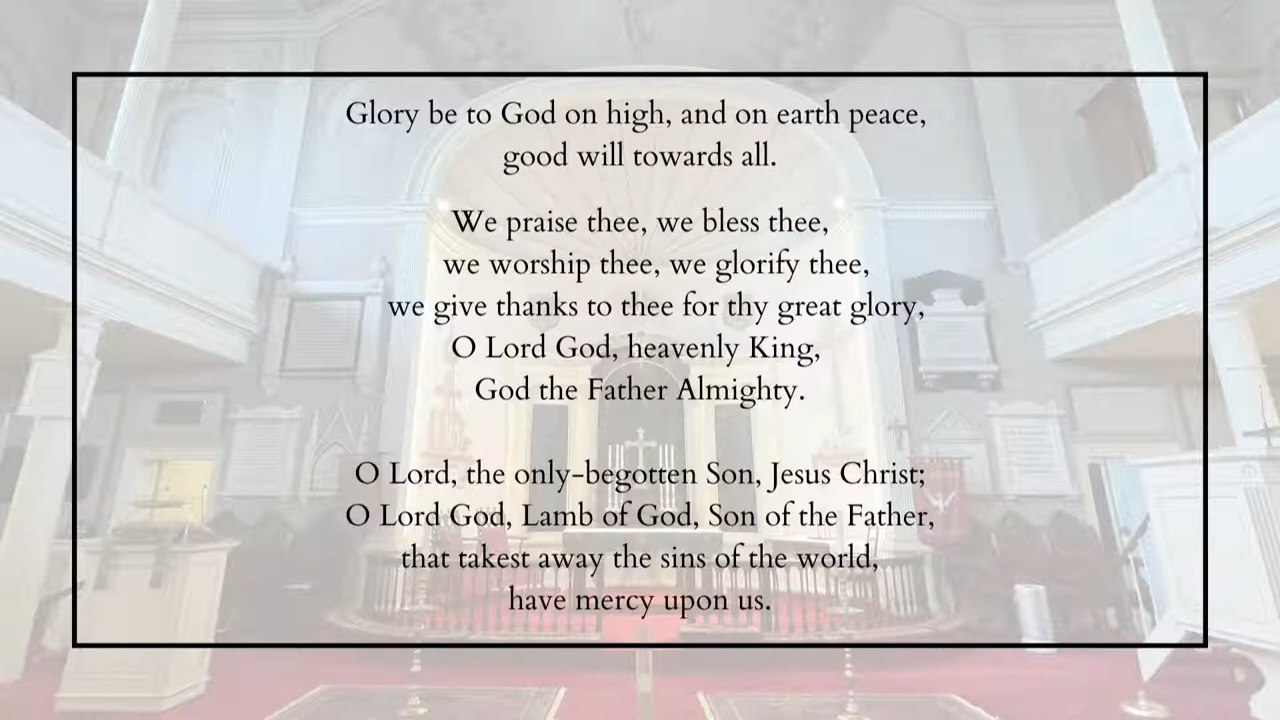 Glory be to God on high, and on earth peace,
good will towards all.
We praise thee, we bless thee,
we worship thee, we glorify thee,
we give thanks to thee for thy great glory,
O Lord God, heavenly King,
God the Father Almighty.
O Lord, the only-begotten Son, Jesus Christ;
O Lord God, Lamb of God, Son of the Father,
that takest away the sins of the world,
have mercy upon us.